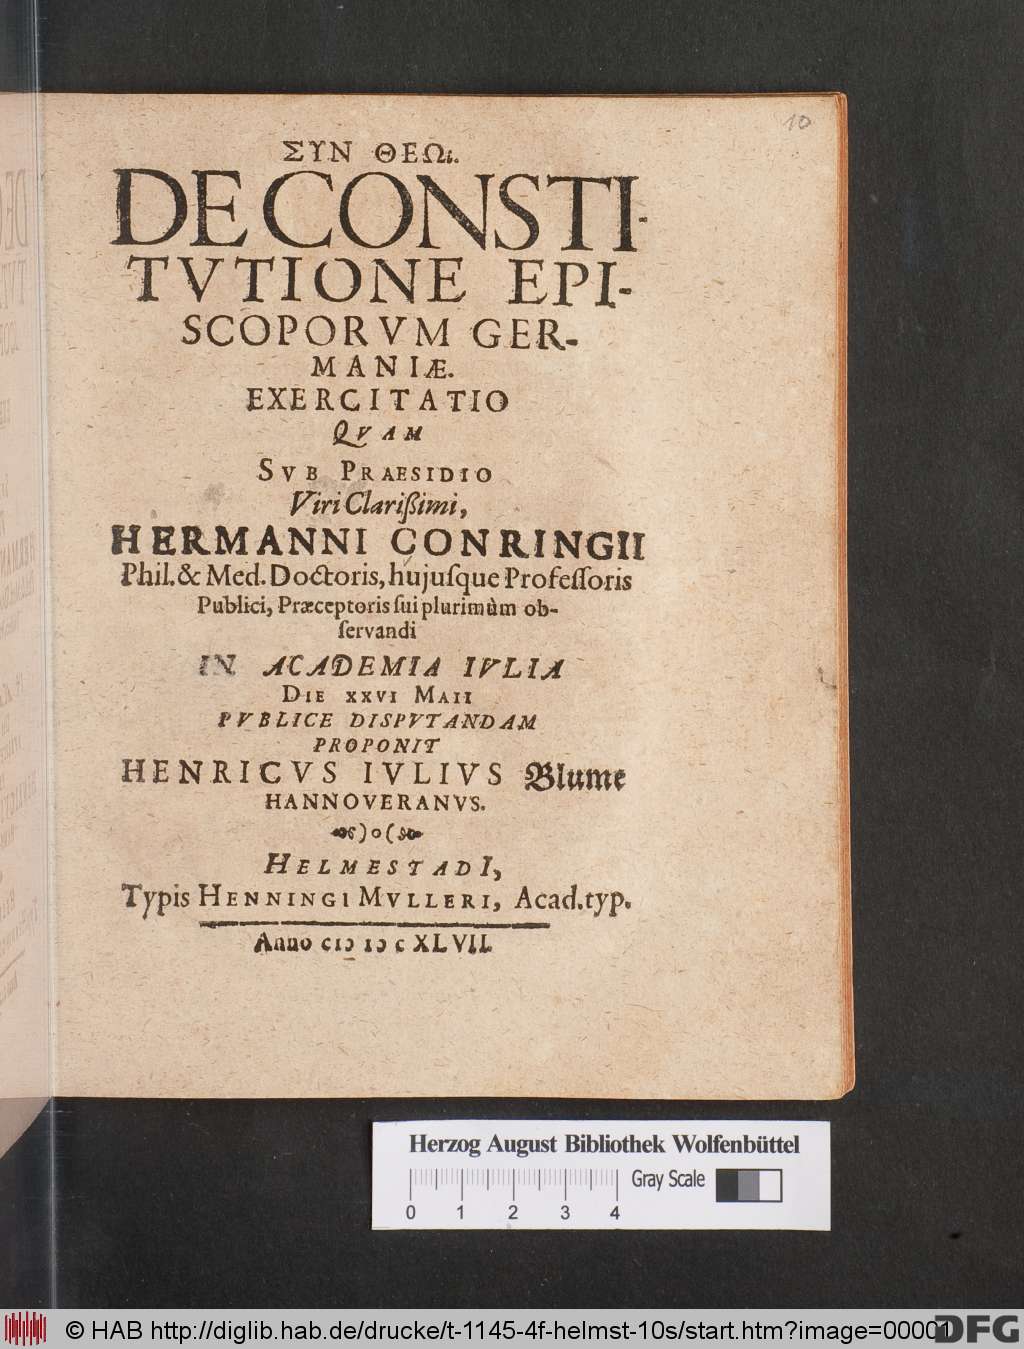 10
ΣΥΝ ΘΕΩι.
DE CONSTI-
TVTIONE EPI-
SCOPORVM GER-
MANIÆ.
EXERCITATIO
QVAM
SVB PRAESIDIO
Viri Clarißimi,
HERMANNI CONRINGII
Phil. & Med. Doctoris, hujusque Professoris
Publici, Præceptoris sui plurimùm ob-
servandi
IN ACADEMIA IVLIA
DIE XXVI MAII
PVBLICE DISPVTANDAM
PROPONIT
HENRICVS IVLIVS Blume
HANNOVERANVS.
HELMESTADI,
Typis HENNINGI MVLLERI, Acad. typ.
Anno CIↃ IↃ C XLVII.
Herzog August Bibliothek Wolfenbüttel
Gray Scale
0 1 2 3 4
© HAB http://diglib.hab.de/drucke/t-1145-4f-helmst-10s/start.htm?image=00001
DFG